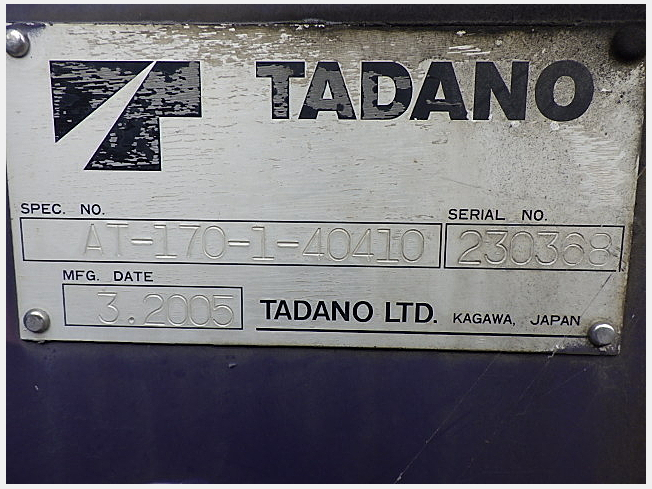 TADANO
SPEC. NO.
AT-170-1-40410
SERIAL NO.
230368
MFG. DATE
3.2005
TADANO LTD. KAGAWA, JAPAN